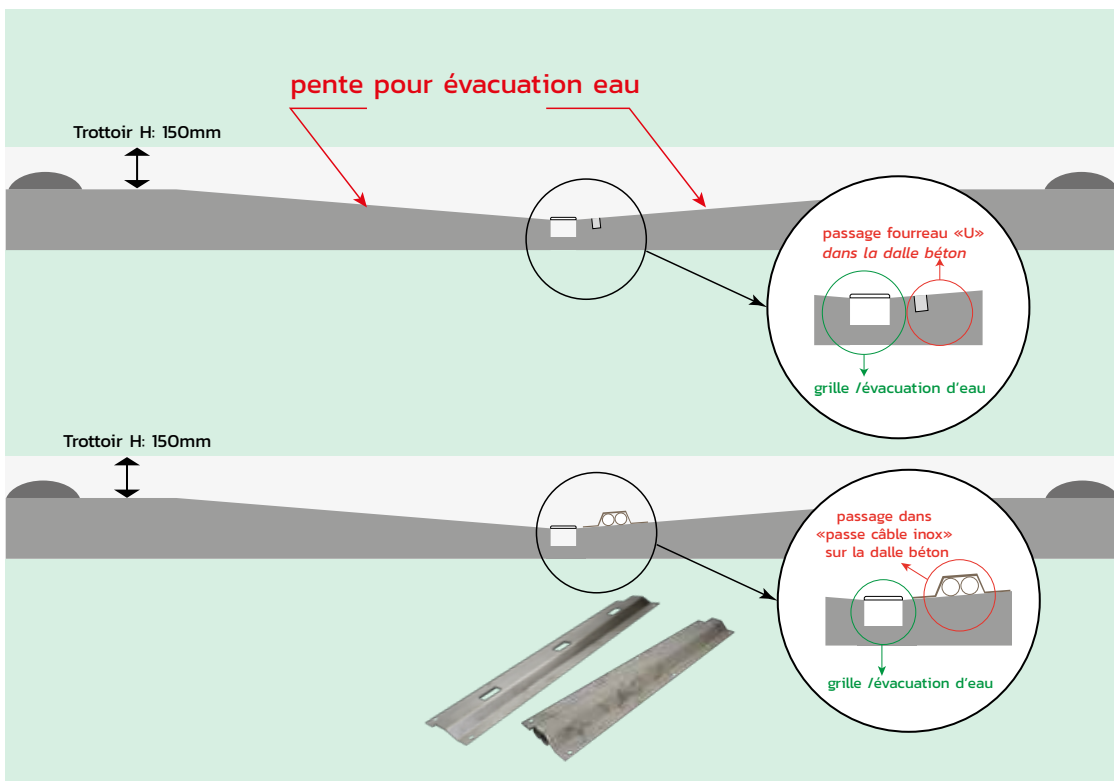 pente pour évacuation eau
Trottoir H: 150mm
passage fourreau «U»
dans la dalle béton
grille /évacuation d'eau
Trottoir H: 150mm
passage dans
«passe câble inox»
sur la dalle béton
grille /évacuation d'eau